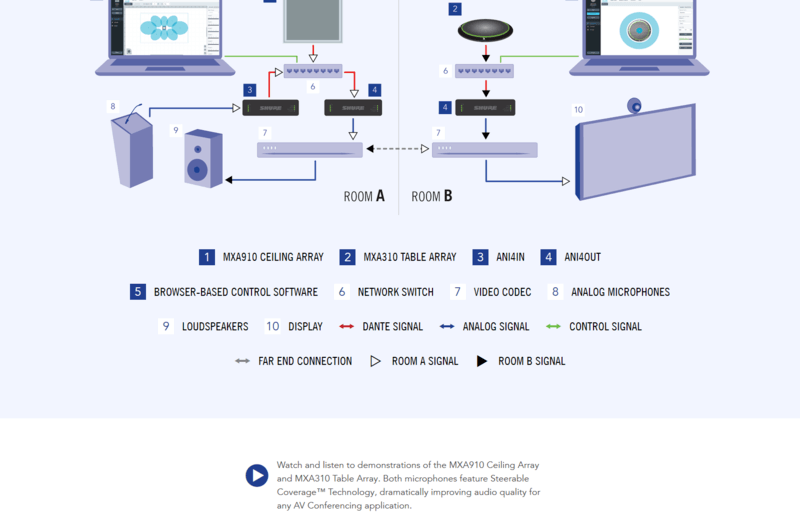 2
3
6
4
6
4
8
9
7
7
10
ROOM A
ROOM B
1 MXA910 CEILING ARRAY 2 MXA310 TABLE ARRAY 3 ANI4IN 4 ANI4OUT
5 BROWSER-BASED CONTROL SOFTWARE 6 NETWORK SWITCH 7 VIDEO CODEC 8 ANALOG MICROPHONES
9 LOUDSPEAKERS 10 DISPLAY DANTE SIGNAL ANALOG SIGNAL CONTROL SIGNAL
FAR END CONNECTION ROOM A SIGNAL ROOM B SIGNAL
Watch and listen to demonstrations of the MXA910 Ceiling Array
and MXA310 Table Array. Both microphones feature Steerable
Coverage™ Technology, dramatically improving audio quality for
any AV Conferencing application.